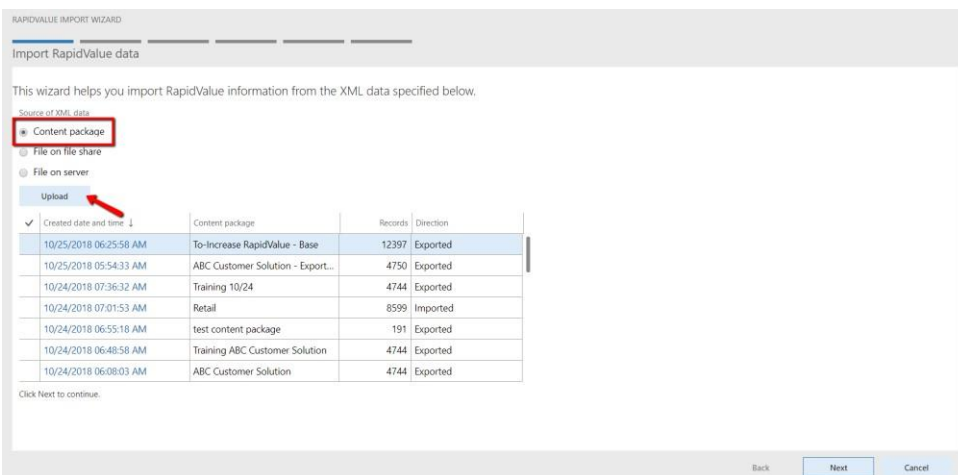 RAPIDVALUE IMPORT WIZARD
Import RapidValue data
This wizard helps you import RapidValue information from the XML data specified below.
Source of XML data
Content package
File on file share
File on server
Upload
Created date and time ↓ Content package Records Direction
10/25/2018 06:25:58 AM To-Increase RapidValue - Base 12397 Exported
10/25/2018 05:54:33 AM ABC Customer Solution - Export... 4750 Exported
10/24/2018 07:36:32 AM Training 10/24 4744 Exported
10/24/2018 07:01:53 AM Retail 8599 Imported
10/24/2018 06:55:18 AM test content package 191 Exported
10/24/2018 06:48:58 AM Training ABC Customer Solution 4744 Exported
10/24/2018 06:08:03 AM ABC Customer Solution 4744 Exported
Click Next to continue.
Back Next Cancel